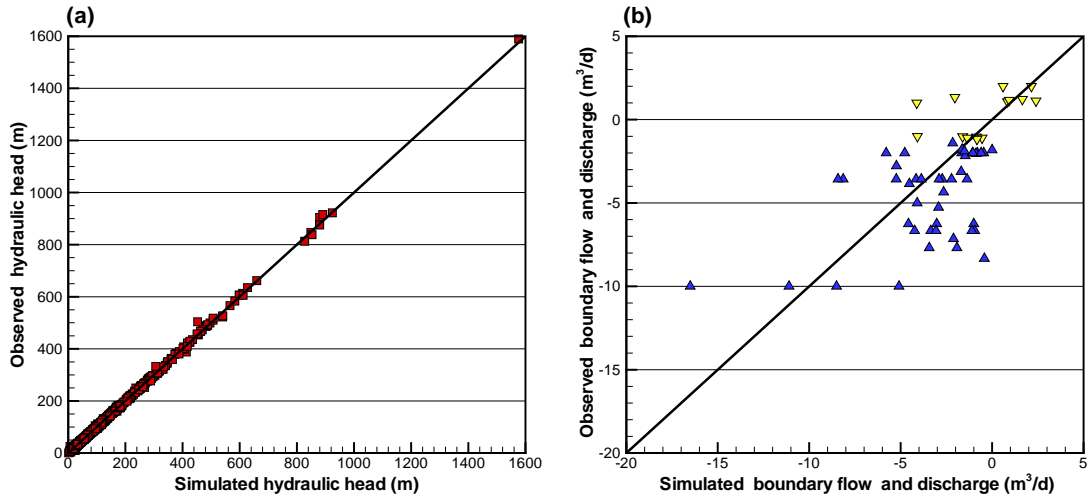 (a)
1600
1400
1200
1000
800
600
400
200
0
0 200 400 600 800 1000 1200 1400 1600
Observed hydraulic head (m)
Simulated hydraulic head (m)
(b)
5
0
-5
-10
-15
-20
-20 -15 -10 -5 0 5
Observed boundary flow and discharge (m³/d)
Simulated boundary flow and discharge (m³/d)